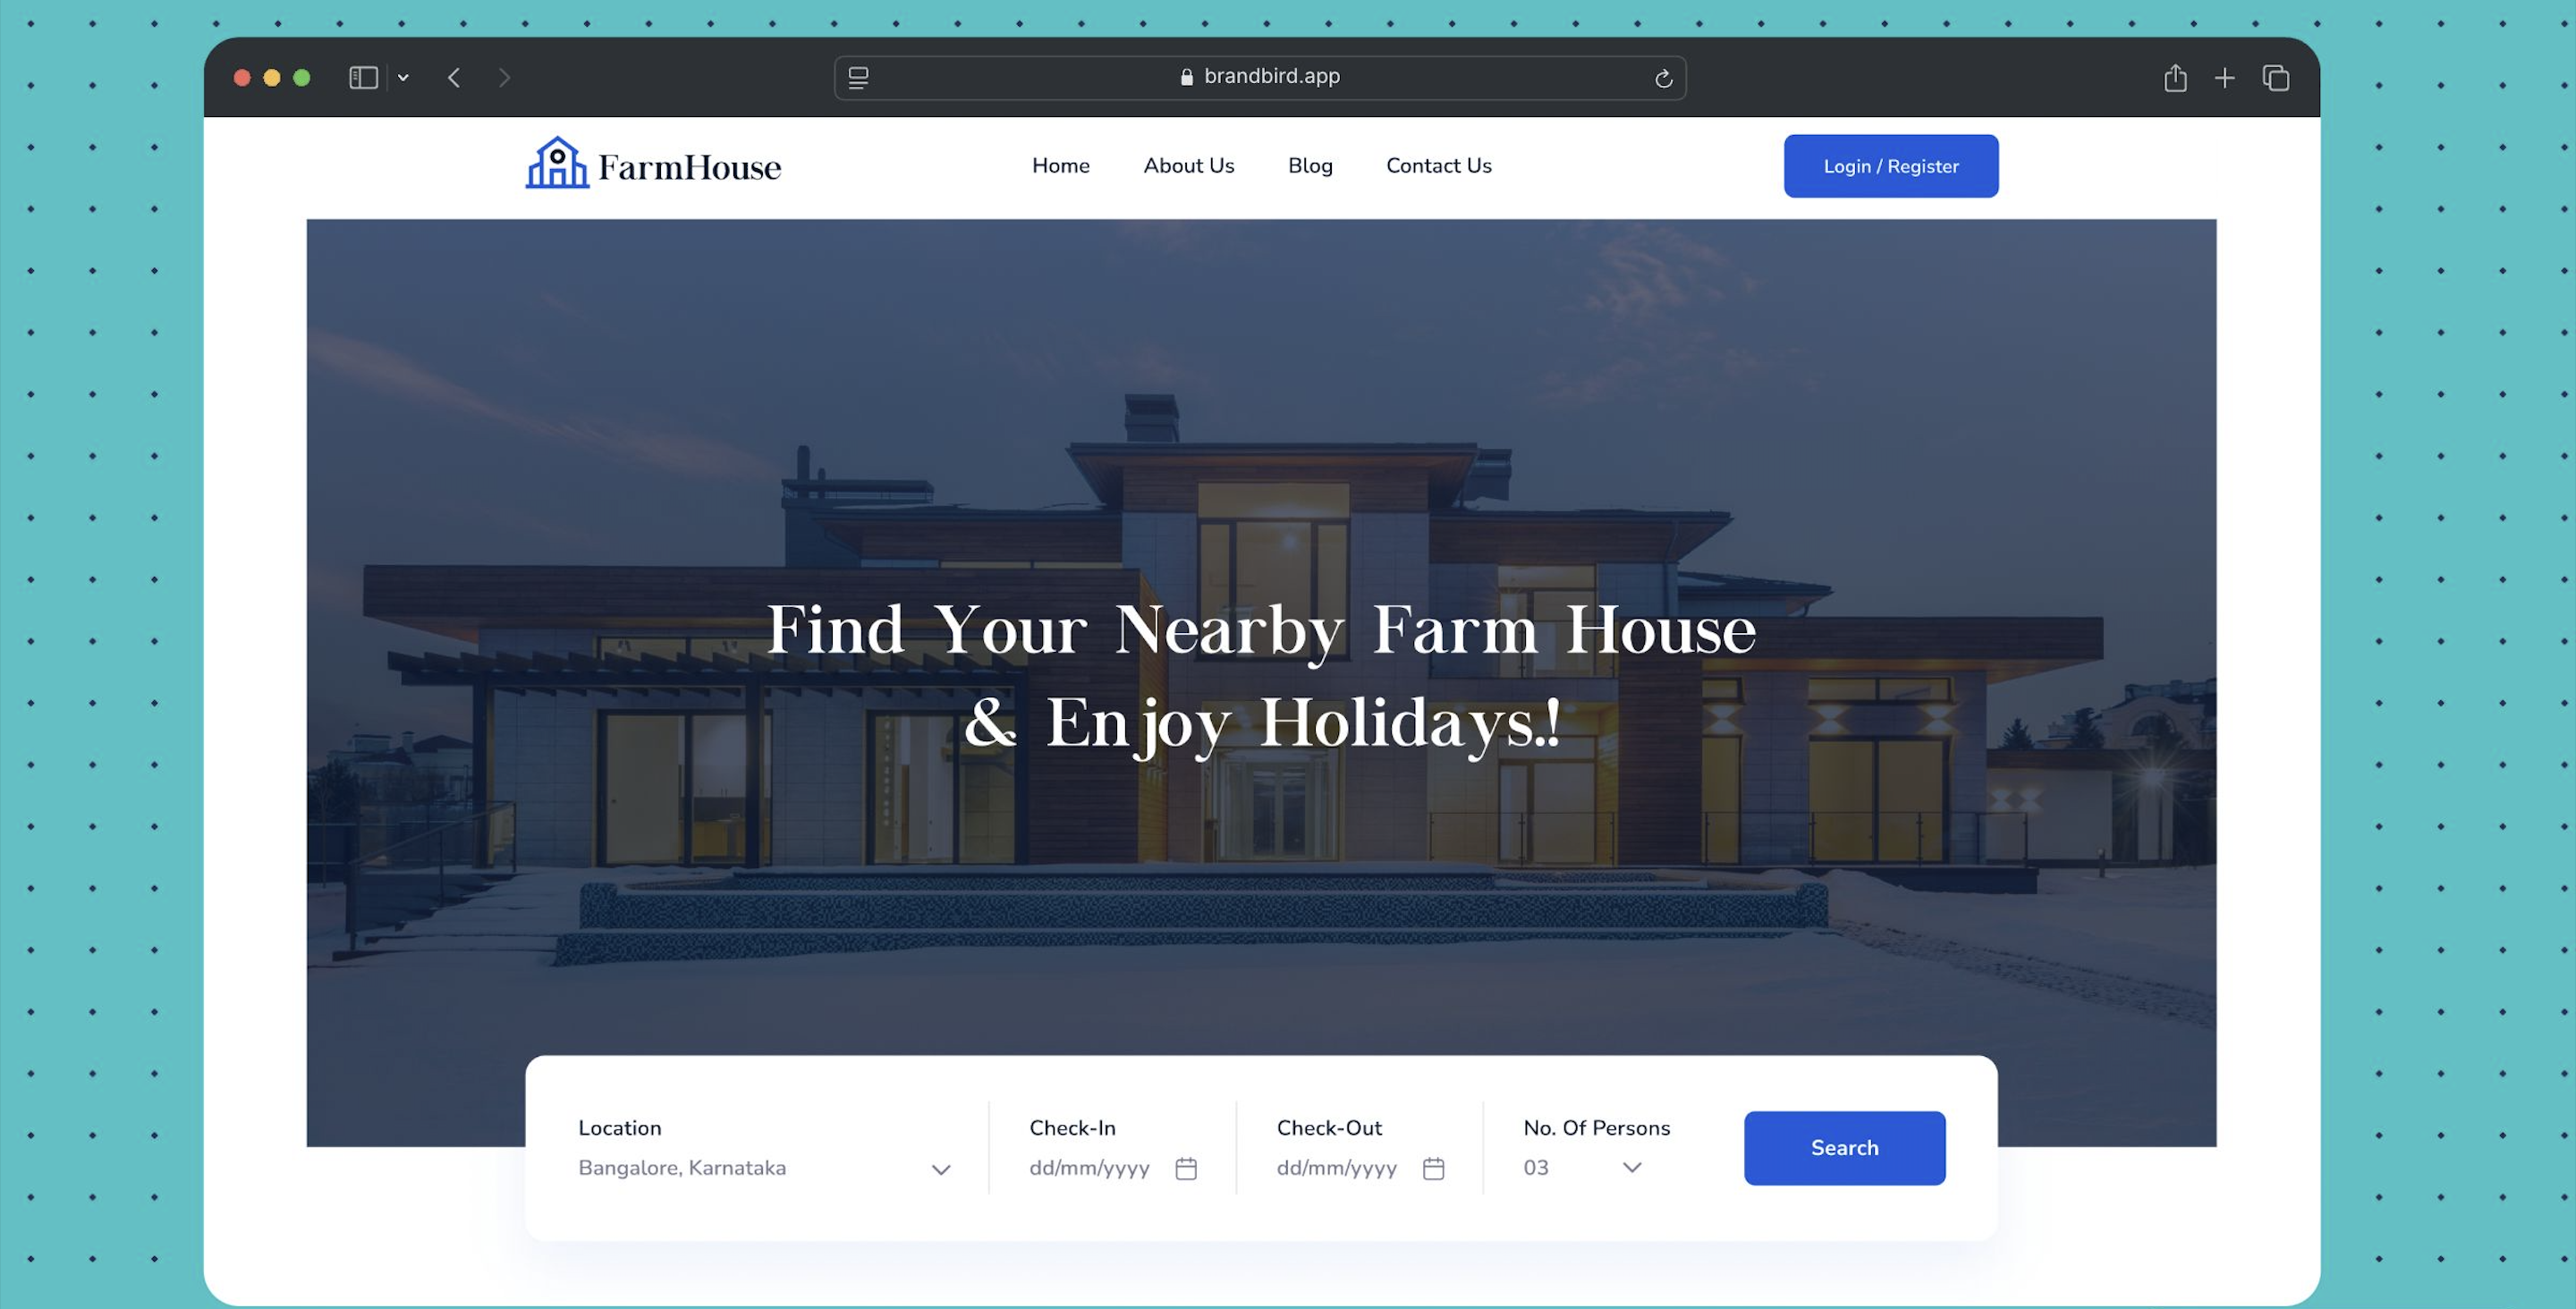 brandbird.app
FarmHouse
Home
About Us
Blog
Contact Us
Login / Register
Find Your Nearby Farm House
& Enjoy Holidays.!
Location
Bangalore, Karnataka
Check-In
dd/mm/yyyy
Check-Out
dd/mm/yyyy
No. Of Persons
03
Search